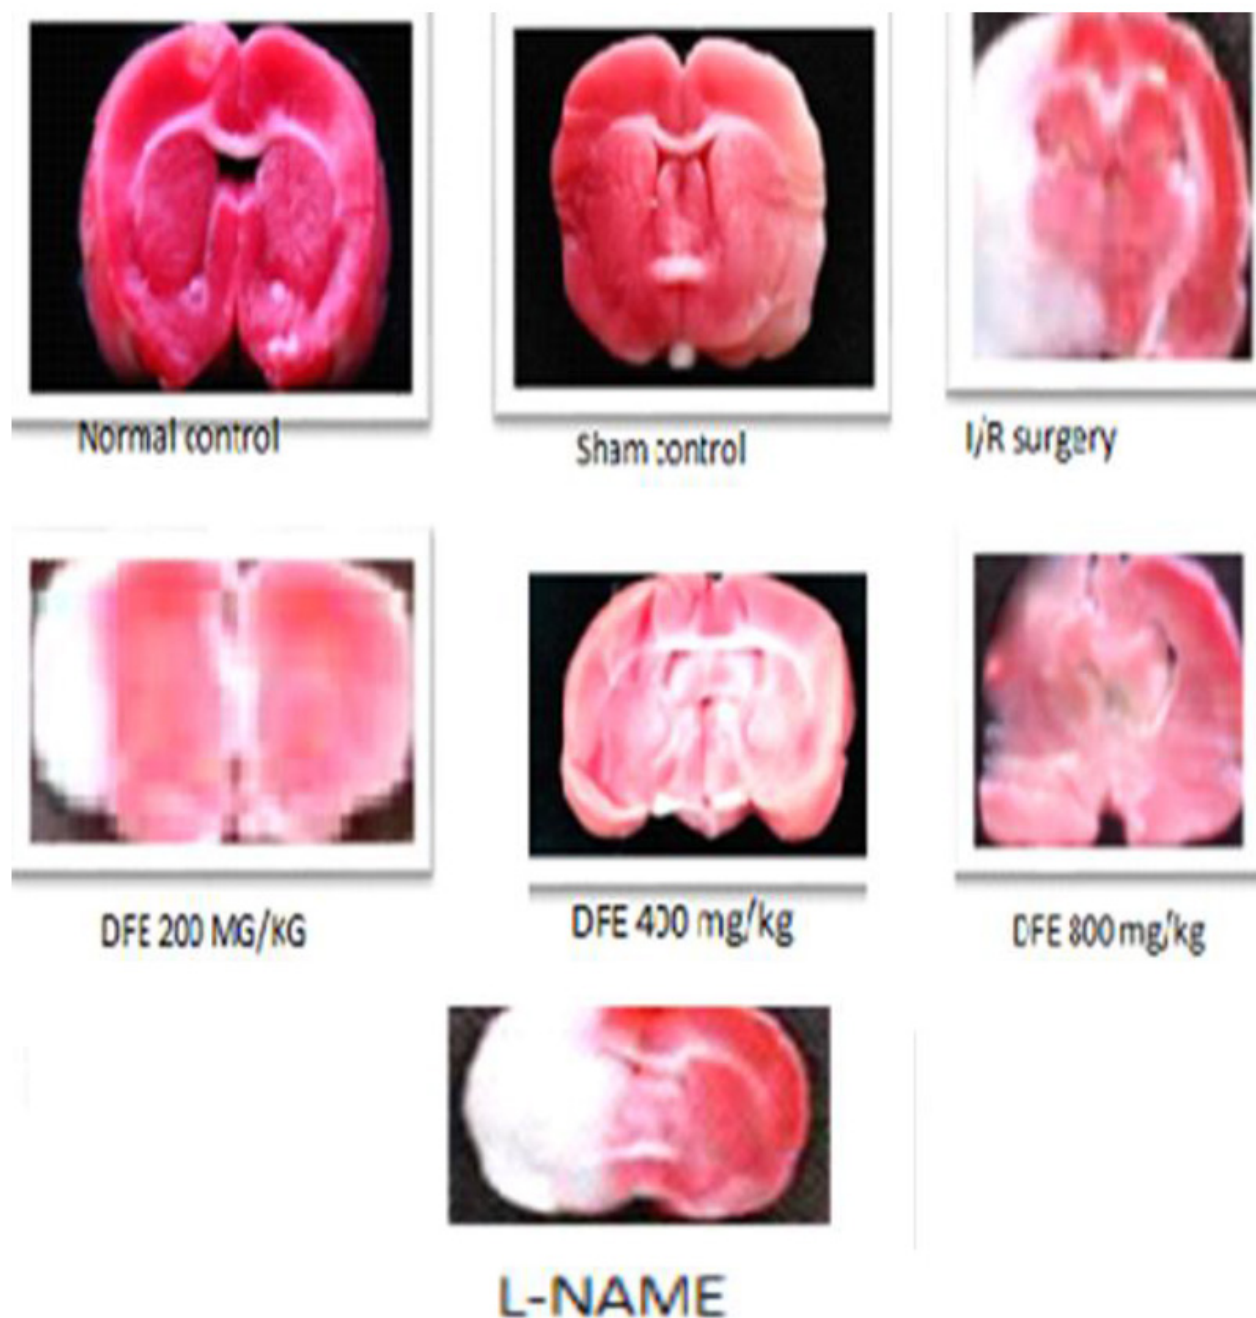 Normal control
Sham control
I/R surgery
DFE 200 MG/KG
DFE 400 mg/kg
DFE 800 mg/kg
L-NAME